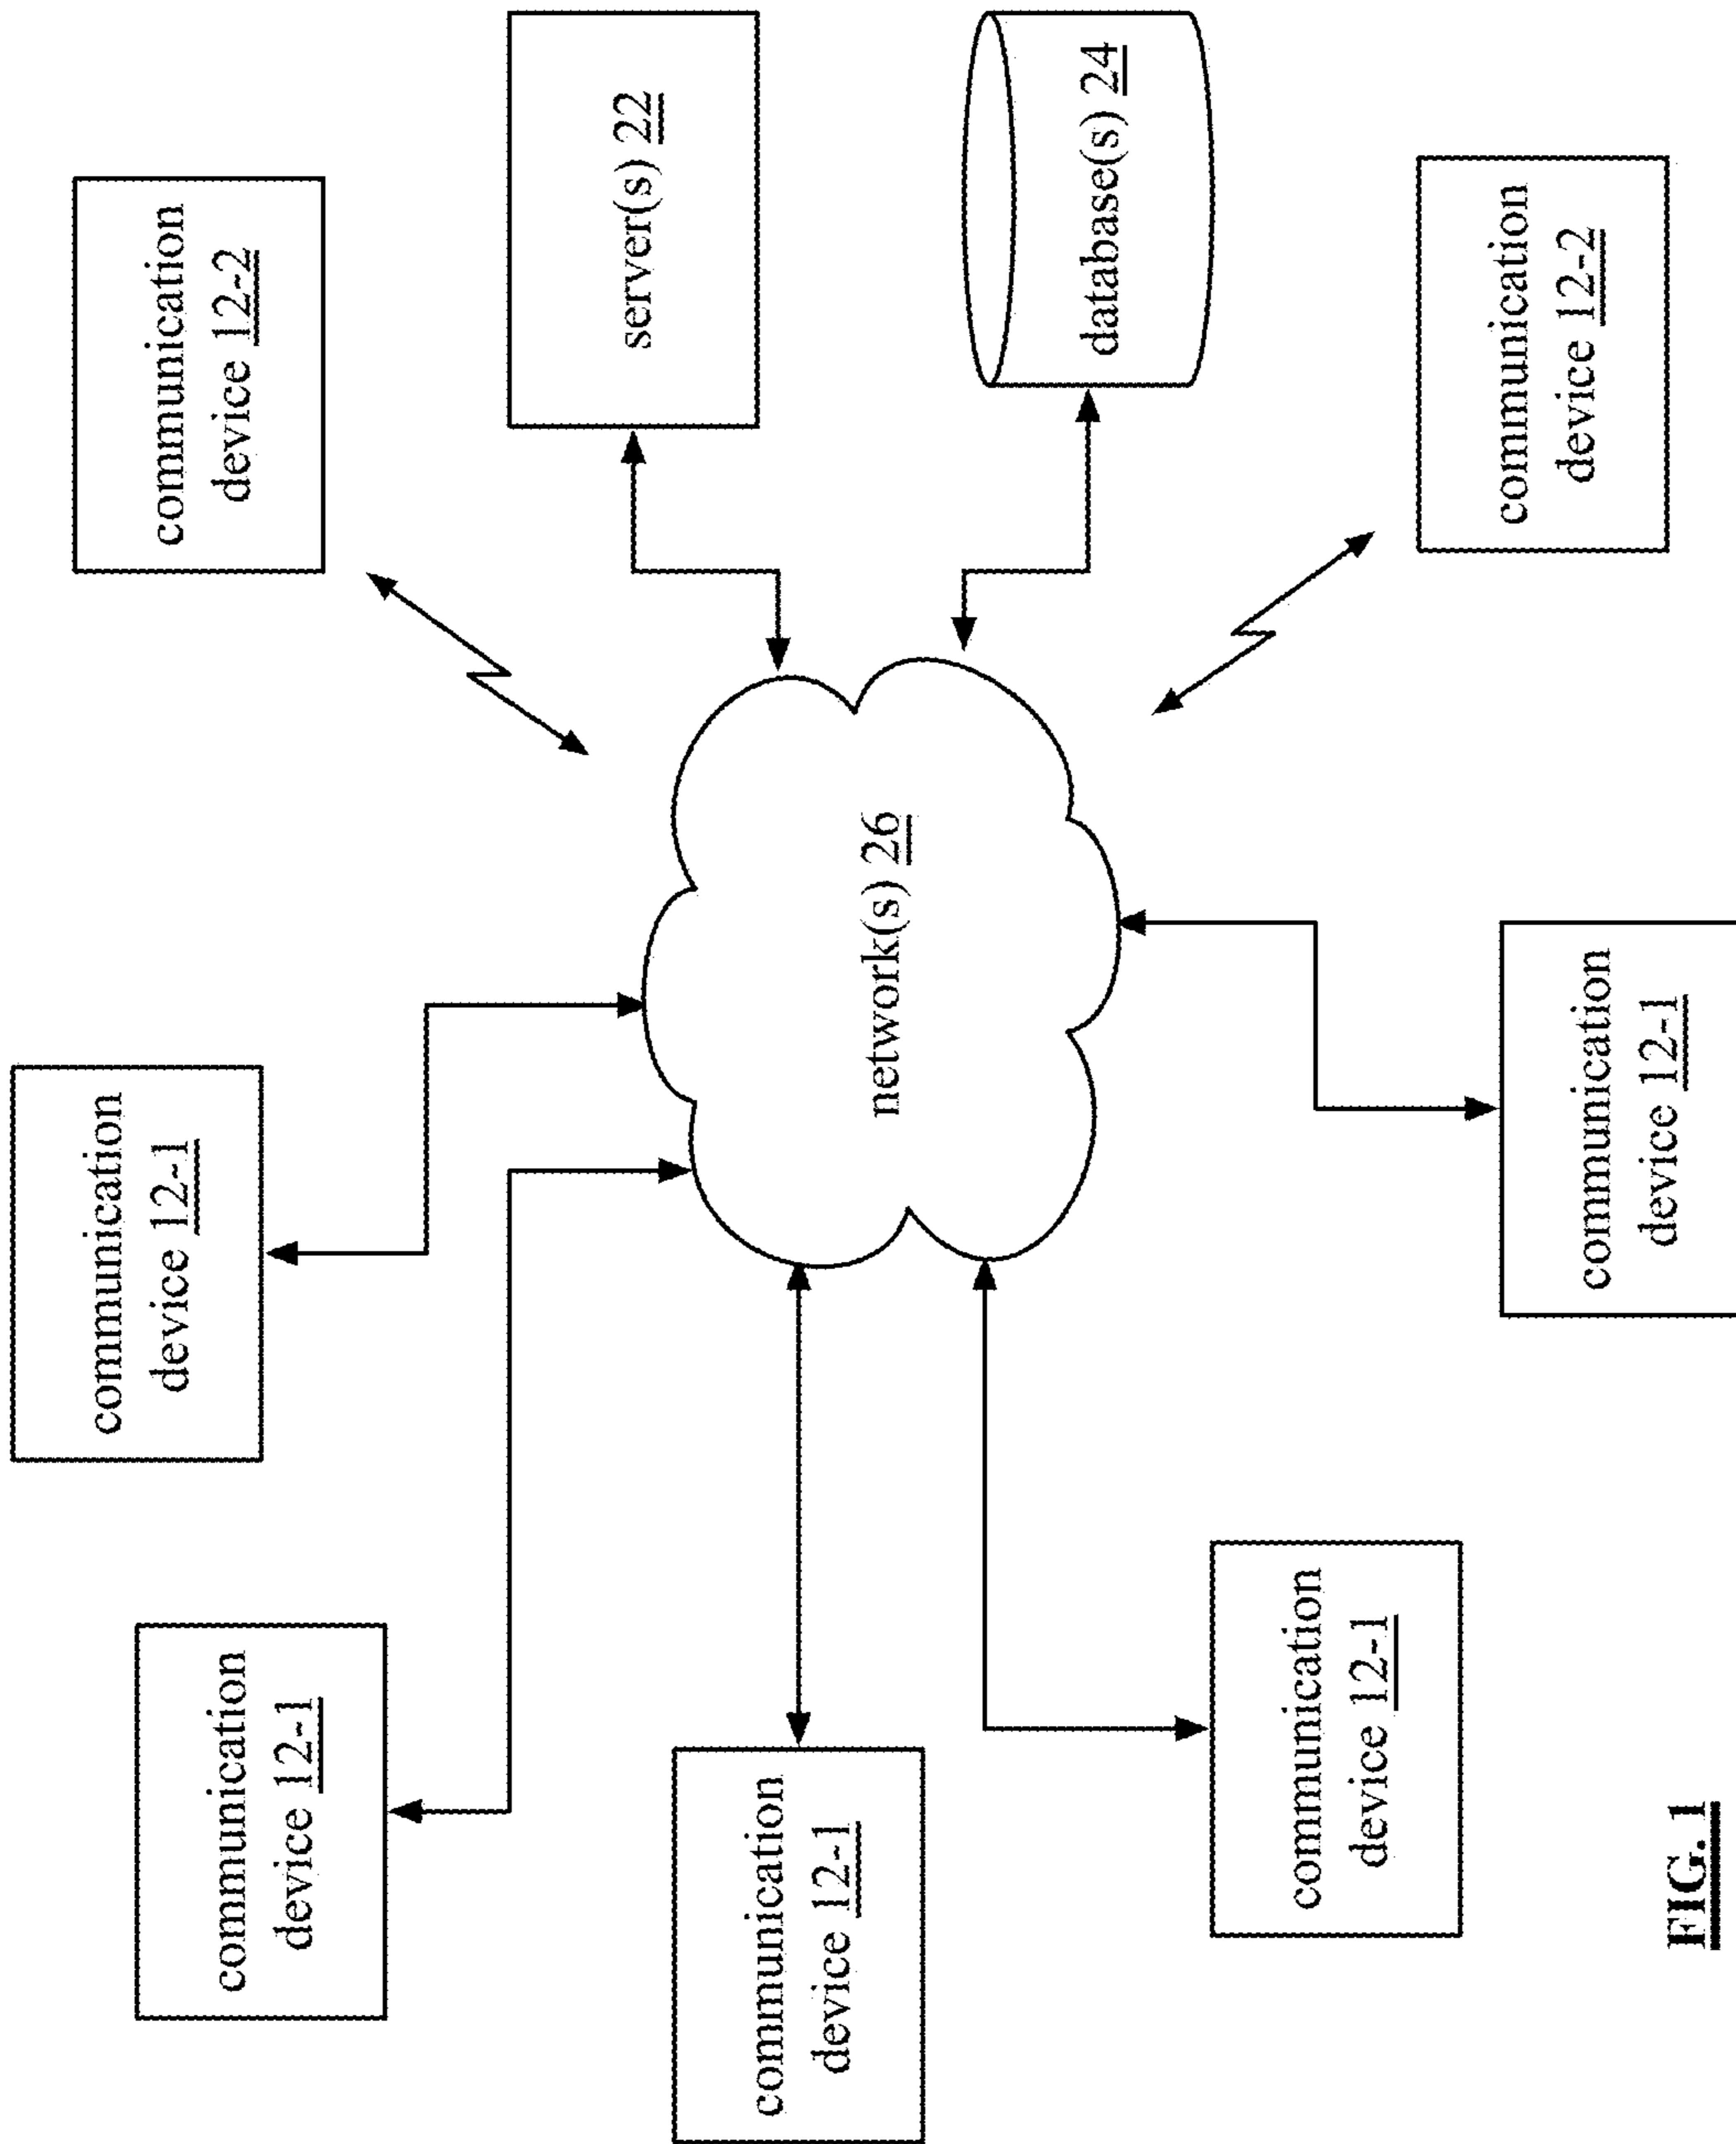 communication
device 12-1
communication
device 12-1
communication
device 12-2
communication
device 12-1
network(s) 26
server(s) 22
database(s) 24
communication
device 12-1
communication
device 12-1
communication
device 12-2
FIG. 1